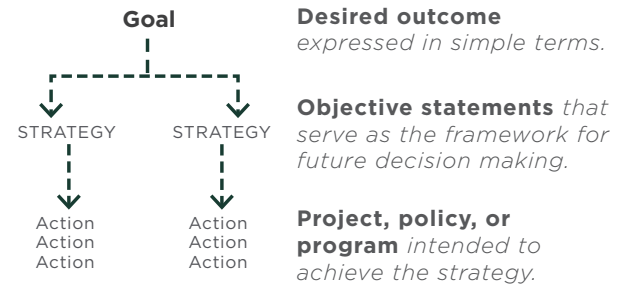 Goal
Desired outcome
expressed in simple terms.
STRATEGY
STRATEGY
Objective statements that
serve as the framework for
future decision making.
Action
Action
Action
Action
Action
Action
Project, policy, or
program intended to
achieve the strategy.